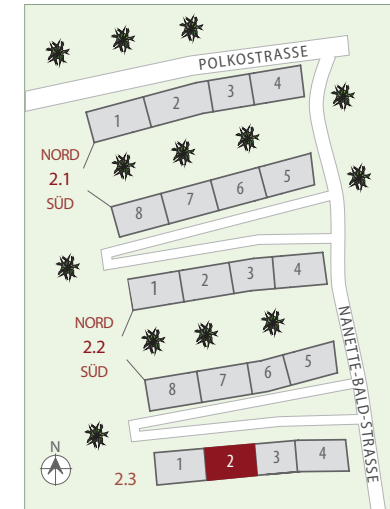 POLKOSTRASSE
1 2 3 4
NORD
2.1
SÜD
8 7 6 5
1 2 3 4
NORD
2.2
SÜD
8 7 6 5
NANETTE-BALD-STRASSE
N
2.3
1 2 3 4